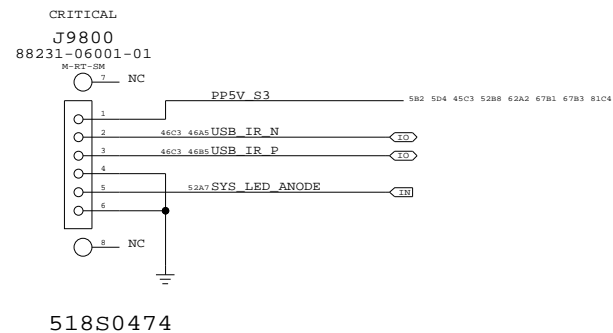 CRITICAL
J9800
88231-06001-01
M-RT-SM
7 NC
PP5V_S3 5B2 5D4 45C3 52B8 62A2 67B1 67B3 81C4
1
2 46C3 46A5 USB_IR_N IO
3 46C3 46B5 USB_IR_P IO
4
5 52A7 SYS_LED_ANODE IN
6
8 NC
518S0474